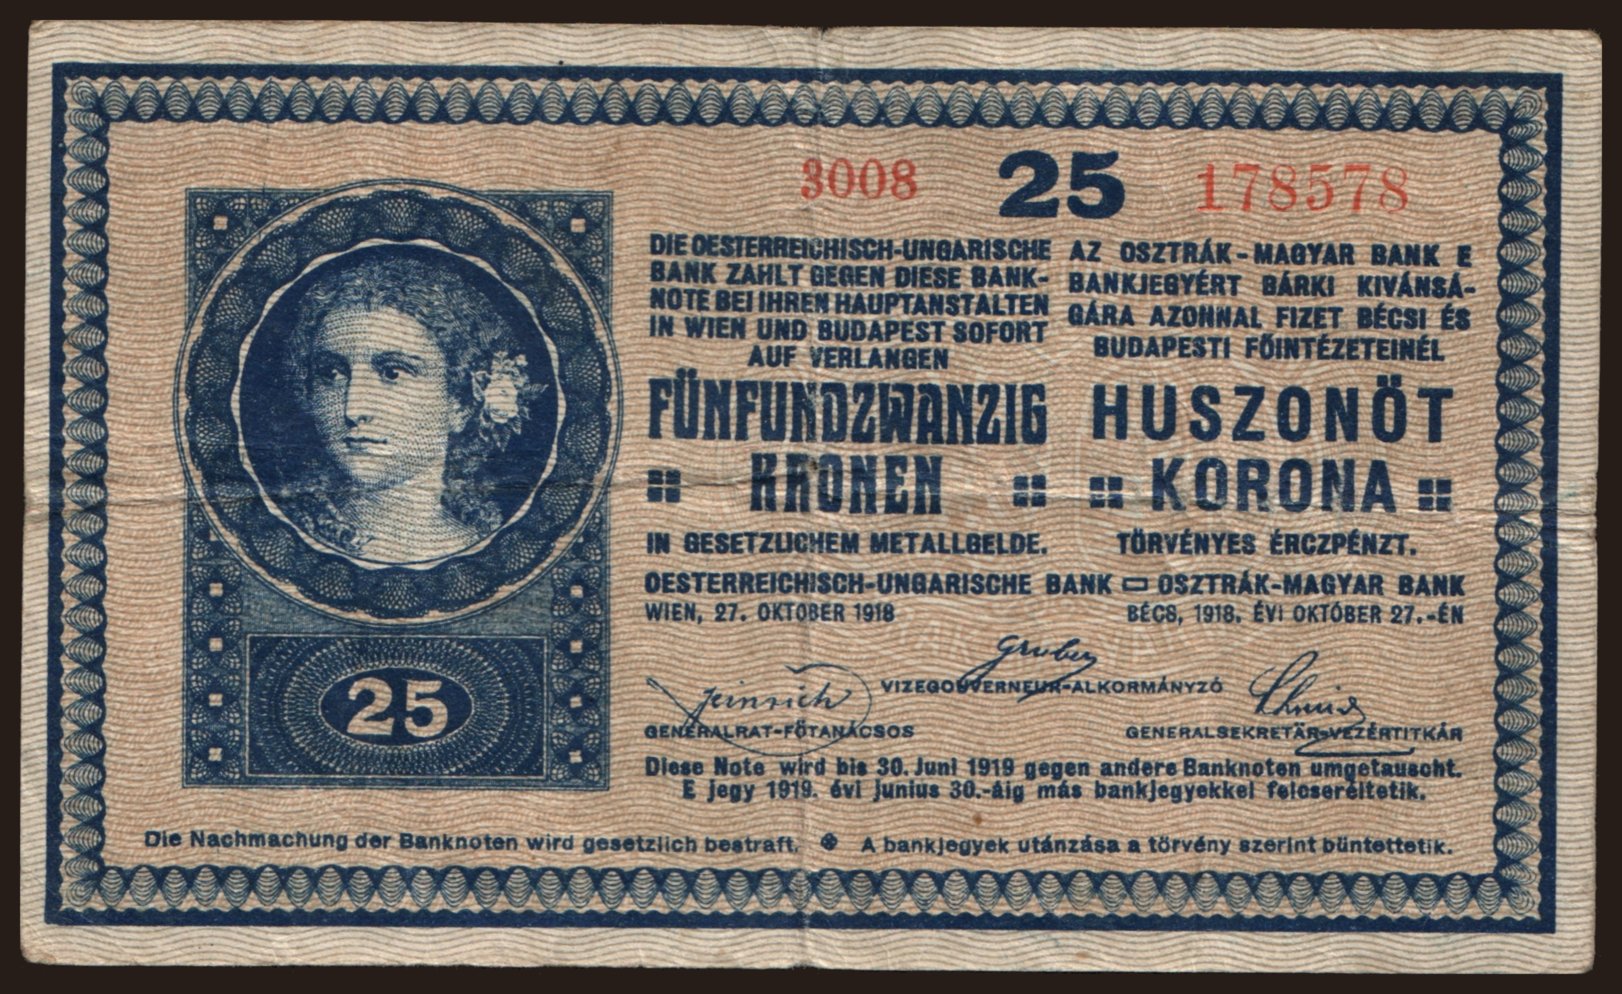 3008 25 178578
DIE OESTERREICHISCH-UNGARISCHE
BANK ZAHLT GEGEN DIESE BANK-
NOTE BEI IHREN HAUPTANSTALTEN
IN WIEN UND BUDAPEST SOFORT
AUF VERLANGEN
FÜNFUNDZWANZIG
KRONEN
IN GESETZLICHEM METALLGELDE.
AZ OSZTRÁK-MAGYAR BANK E
BANKJEGYÉRT BÁRKI KIVÁNSÁ-
GÁRA AZONNAL FIZET BÉCSI ÉS
BUDAPESTI FŐINTÉZETEINÉL
HUSZONÖT
KORONA
TÖRVÉNYES ÉRCZPÉNZT.
OESTERREICHISCH-UNGARISCHE BANK OSZTRÁK-MAGYAR BANK
WIEN, 27. OKTOBER 1918 BÉCS, 1918. ÉVI OKTÓBER 27.-ÉN
Gruber
VIZEGOUVERNEUR-ALKORMÁNYZÓ
GENERALRAT-FŐTANÁCSOS GENERALSEKRETÄR-VEZÉRTITKÁR
25
Diese Note wird bis 30. Juni 1919 gegen andere Banknoten umgetauscht.
E jegy 1919. évi junius 30.-áig más bankjegyekkel felcseréltetik.
Die Nachmachung der Banknoten wird gesetzlich bestraft. A bankjegyek utánzása a törvény szerint büntettetik.